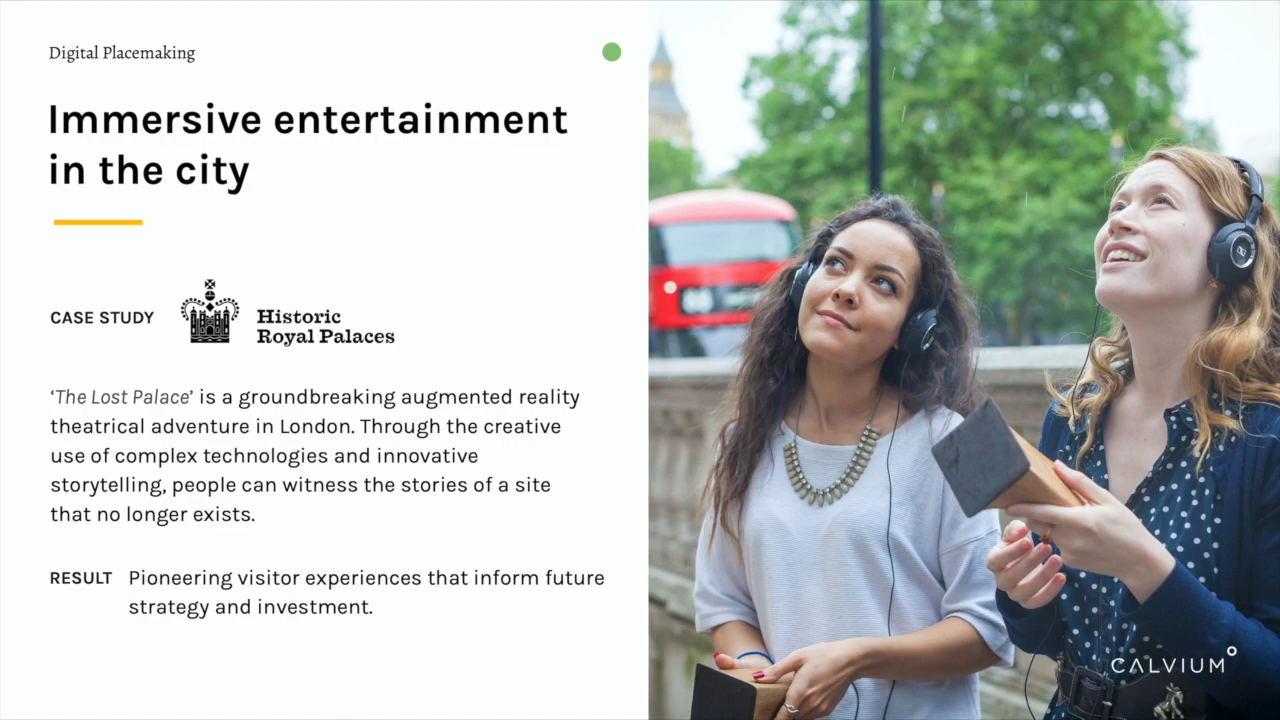 Digital Placemaking
Immersive entertainment
in the city
CASE STUDY
Historic
Royal Palaces
‘The Lost Palace’ is a groundbreaking augmented reality
theatrical adventure in London. Through the creative
use of complex technologies and innovative
storytelling, people can witness the stories of a site
that no longer exists.
RESULT Pioneering visitor experiences that inform future
strategy and investment.
CALVIUM